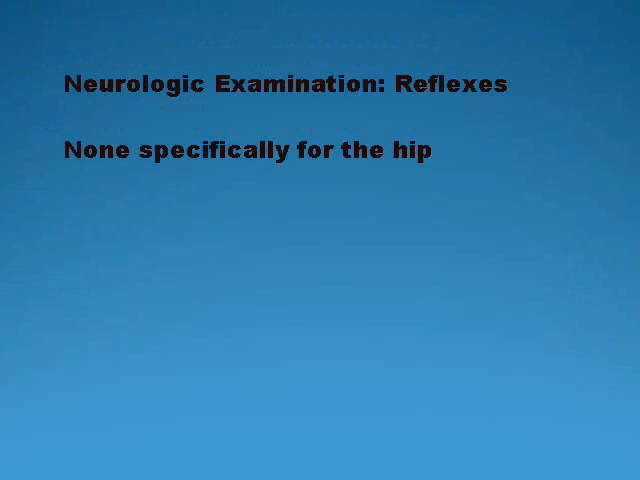 Neurologic Examination: Reflexes
None specifically for the hip